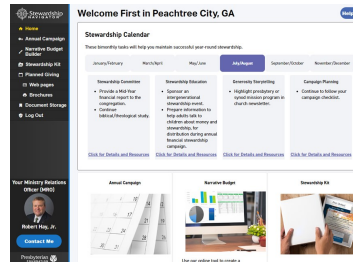 Stewardship
NAVIGATOR
Home
Annual Campaign
Narrative Budget
Builder
Stewardship Kit
Planned Giving
Web pages
Brochures
Document Storage
Log Out
Your Ministry Relations
Officer (MRO)
Robert Hay, Jr.
Contact Me
Presbyterian
Welcome First in Peachtree City, GA
Help
Stewardship Calendar
These bimonthly tasks will help you maintain successful year-round stewardship.
January/February March/April May/June July/August September/October November/December
Stewardship Committee
• Provide a Mid-Year
financial report to the
congregation.
• Continue
biblical/theological study.
Click for Details and Resources
Stewardship Education
• Sponsor an
intergenerational
stewardship event.
• Prepare information to
help adults talk to
children about money and
stewardship, for
distribution during annual
financial stewardship
campaign.
Click for Details and Resources
Generosity Storytelling
• Highlight presbytery or
synod mission program in
church newsletter.
Click for Details and Resources
Campaign Planning
• Continue to follow your
campaign checklist.
Click for Details and Resources
Annual Campaign
Narrative Budget
Use our online tool to create a
Stewardship Kit